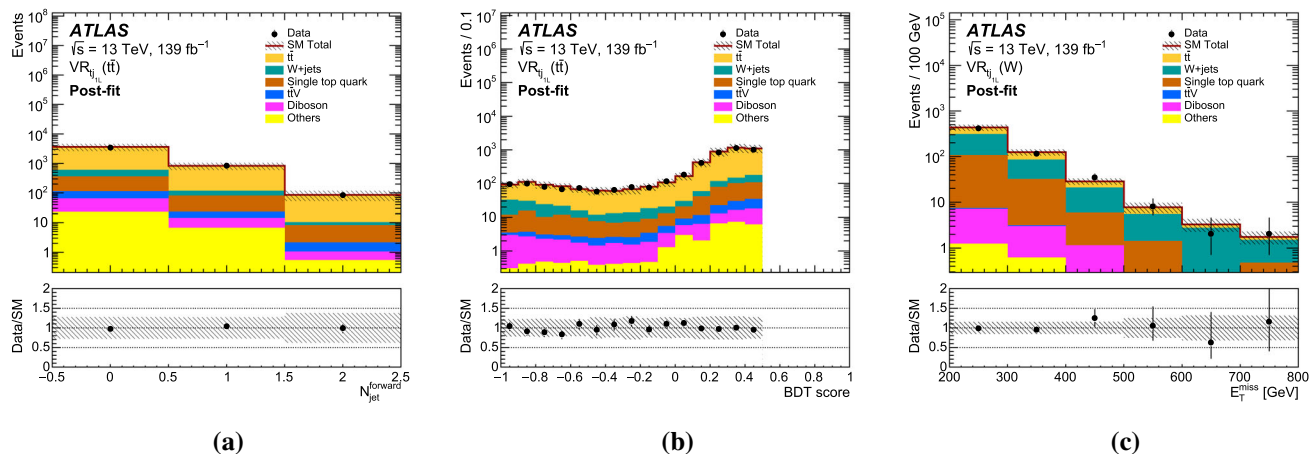 Events
10⁸
10⁷
10⁶
10⁵
10⁴
10³
10²
10
1
ATLAS
√s = 13 TeV, 139 fb⁻¹
VR_tj_1L (tt̄)
Post-fit
Data
SM Total
tt̄
W+jets
Single top quark
tt̄V
Diboson
Others
Data/SM
2
1.5
1
0.5
0
−0.5 0 0.5 1 1.5 2 2.5
N_jet^forward
(a)
Events / 0.1
10⁷
10⁶
10⁵
10⁴
10³
10²
10
1
ATLAS
√s = 13 TeV, 139 fb⁻¹
VR_tj_1L (tt̄)
Post-fit
Data
SM Total
tt̄
W+jets
Single top quark
tt̄V
Diboson
Others
Data/SM
2
1.5
1
0.5
0
−1 −0.8 −0.6 −0.4 −0.2 0 0.2 0.4 0.6 0.8 1
BDT score
(b)
Events / 100 GeV
10⁵
10⁴
10³
10²
10
1
ATLAS
√s = 13 TeV, 139 fb⁻¹
VR_tj_1L (W)
Post-fit
Data
SM Total
tt̄
W+jets
Single top quark
tt̄V
Diboson
Others
Data/SM
2
1.5
1
0.5
0
200 300 400 500 600 700 800
E_T^miss [GeV]
(c)